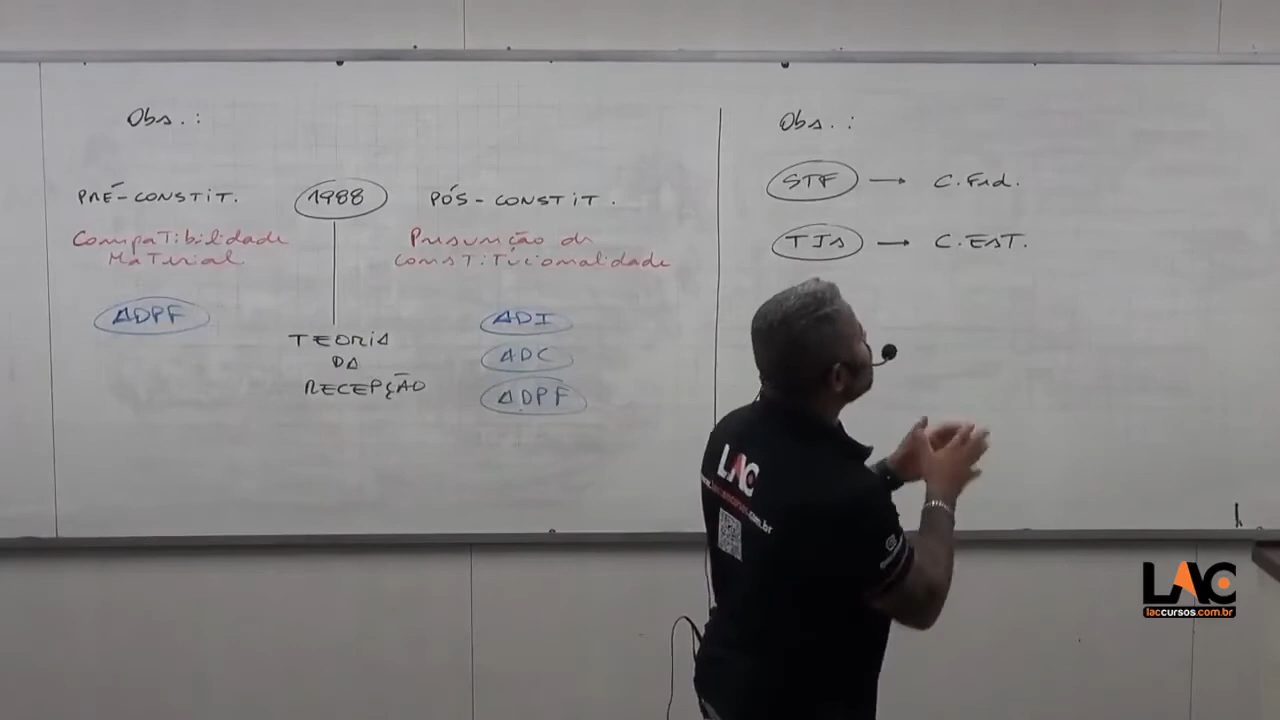 Obs.:
PRÉ-CONSTIT.
1988
PÓS-CONSTIT.
Compatibilidade
Material
Presunção de
Constitucionalidade
ADPF
TEORIA
DA
RECEPÇÃO
ADI
ADC
ADPF
Obs.:
STF → C.Fed.
TJs → C.Est.
LAC
LAC
laccursos.com.br